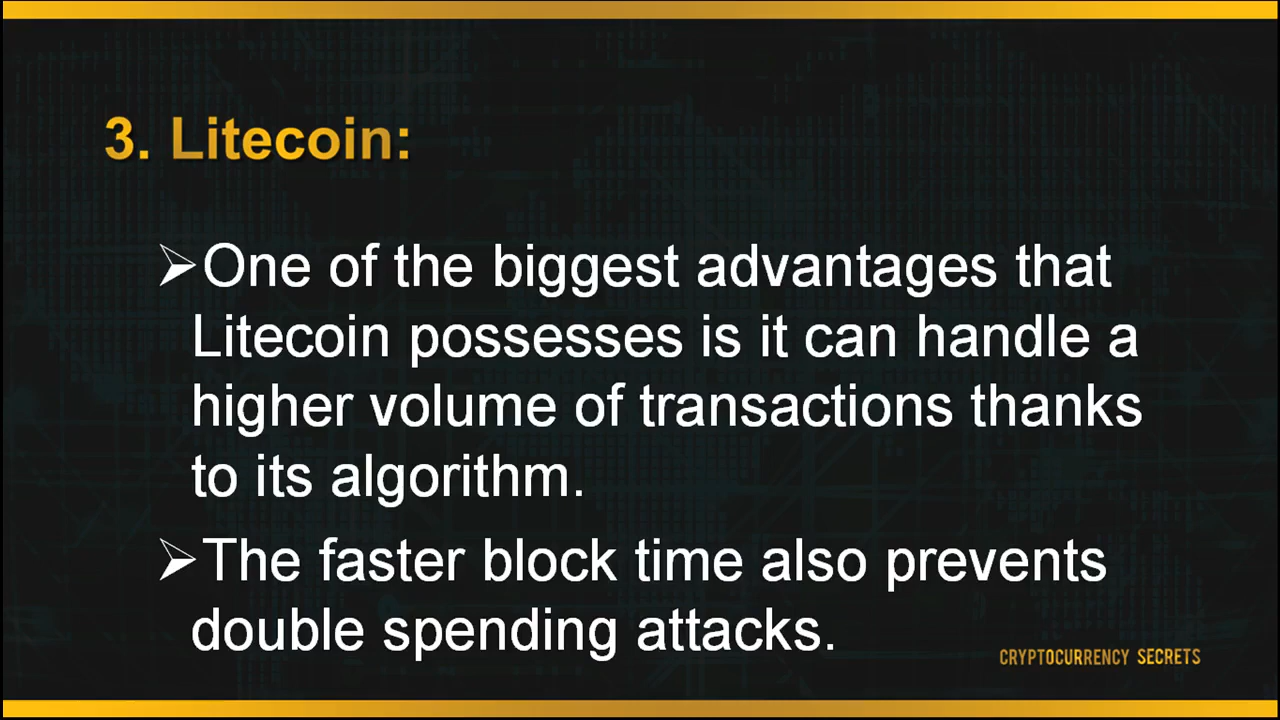 3. Litecoin:
➢One of the biggest advantages that
Litecoin possesses is it can handle a
higher volume of transactions thanks
to its algorithm.
➢The faster block time also prevents
double spending attacks.
CRYPTOCURRENCY SECRETS